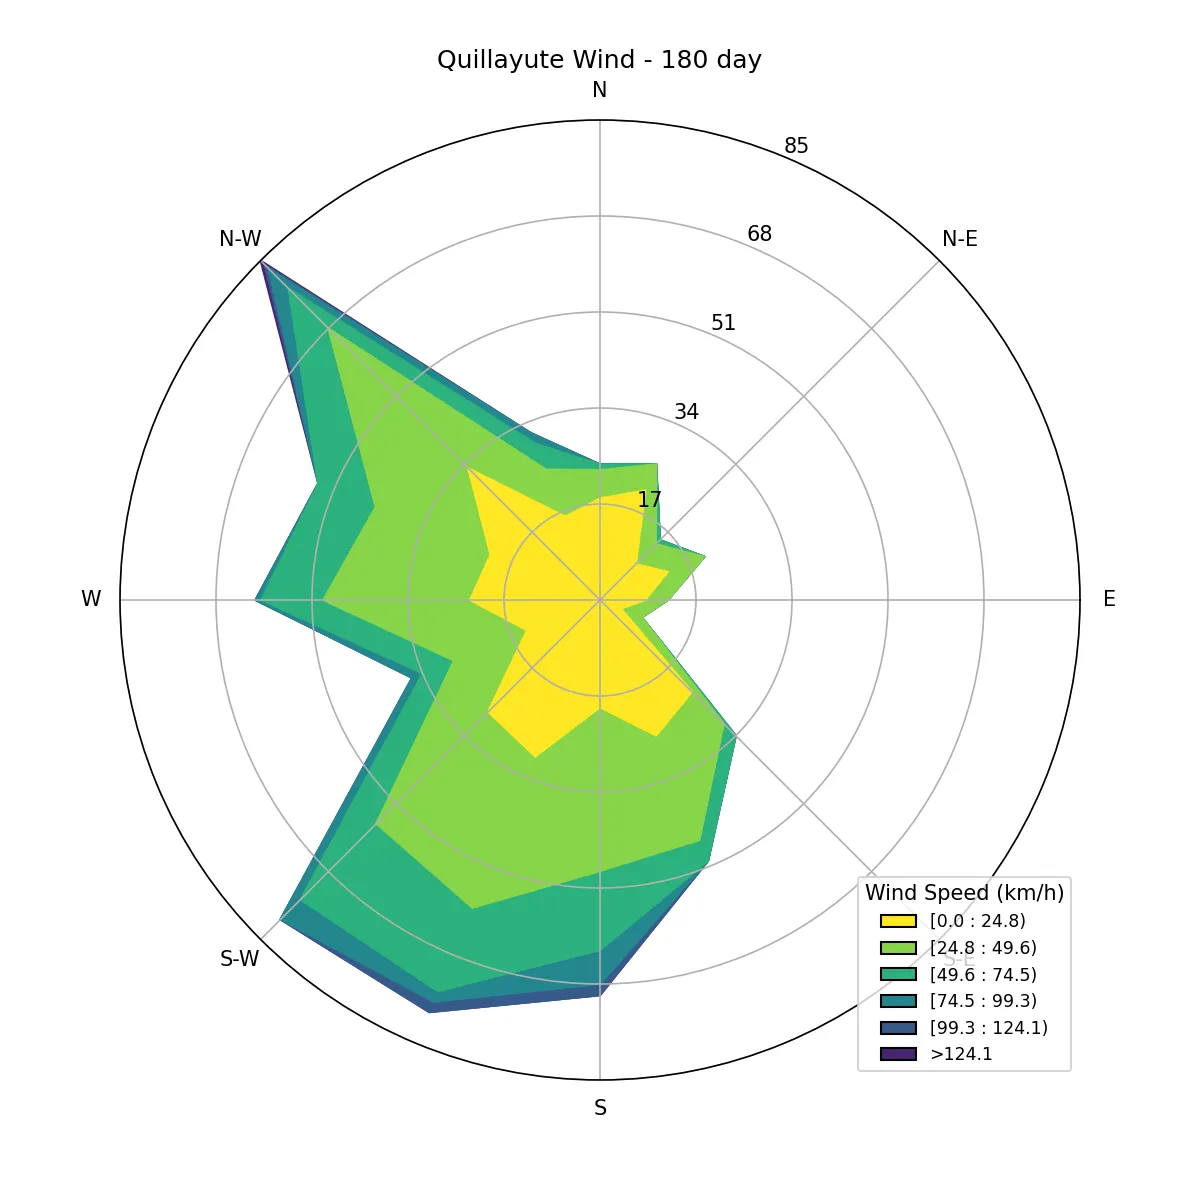 Quillayute Wind - 180 day
N
85
N-W
N-E
68
51
34
17
W
E
Wind Speed (km/h)
[0.0 : 24.8)
[24.8 : 49.6)
S-W
S-E
[49.6 : 74.5)
[74.5 : 99.3)
[99.3 : 124.1)
>124.1
S